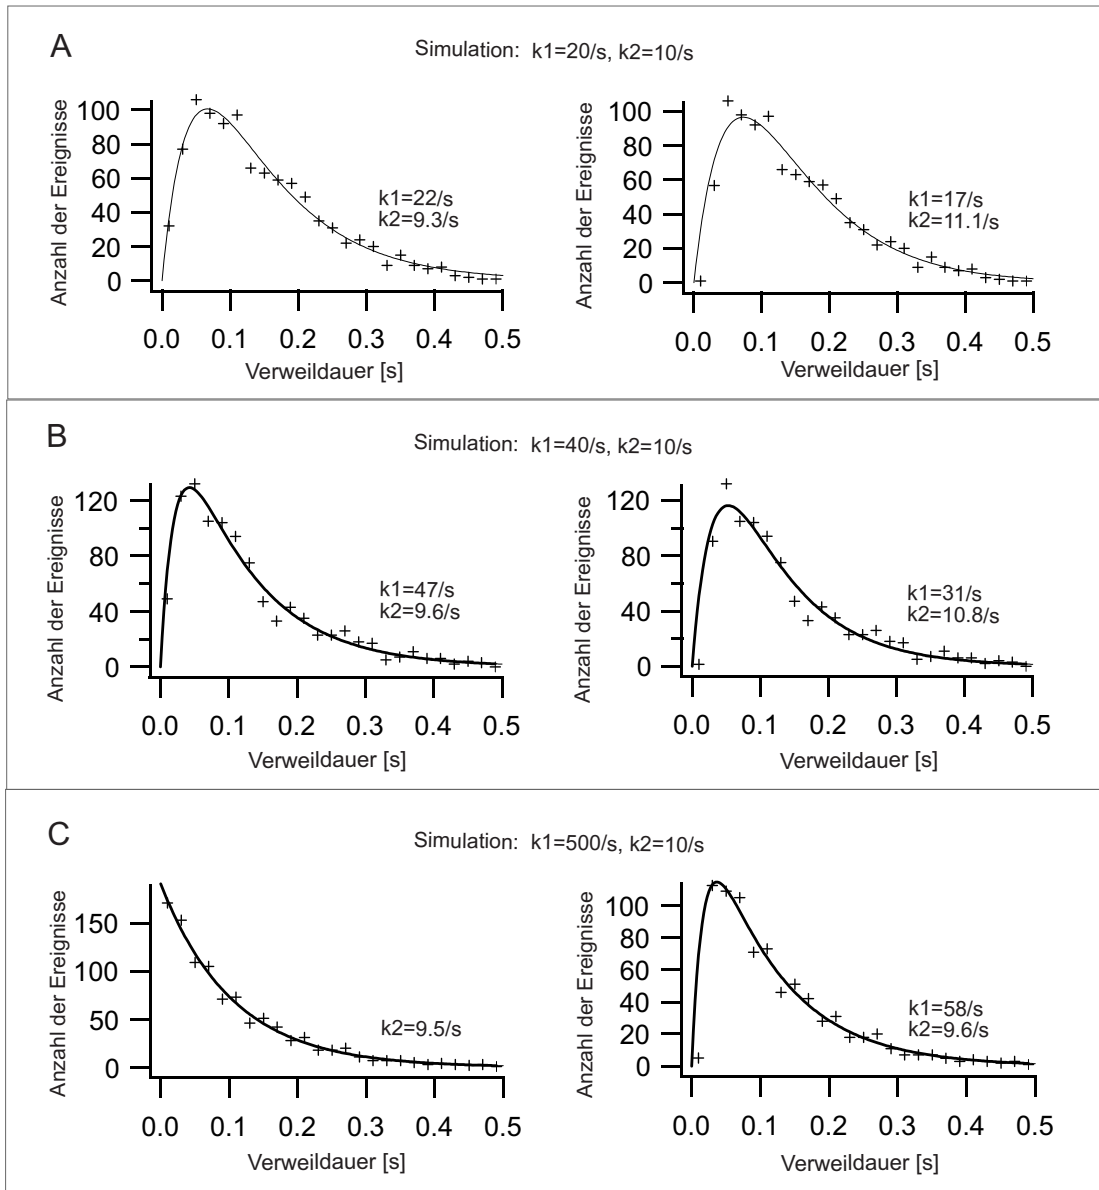 A
Simulation: k1=20/s, k2=10/s
Anzahl der Ereignisse
100
80
60
40
20
0
k1=22/s
k2=9.3/s
0.0 0.1 0.2 0.3 0.4 0.5
Verweildauer [s]
Anzahl der Ereignisse
100
80
60
40
20
0
k1=17/s
k2=11.1/s
0.0 0.1 0.2 0.3 0.4 0.5
Verweildauer [s]
B
Simulation: k1=40/s, k2=10/s
Anzahl der Ereignisse
120
80
40
0
k1=47/s
k2=9.6/s
0.0 0.1 0.2 0.3 0.4 0.5
Verweildauer [s]
Anzahl der Ereignisse
120
80
40
0
k1=31/s
k2=10.8/s
0.0 0.1 0.2 0.3 0.4 0.5
Verweildauer [s]
C
Simulation: k1=500/s, k2=10/s
Anzahl der Ereignisse
150
100
50
0
k2=9.5/s
0.0 0.1 0.2 0.3 0.4 0.5
Verweildauer [s]
Anzahl der Ereignisse
100
80
60
40
20
0
k1=58/s
k2=9.6/s
0.0 0.1 0.2 0.3 0.4 0.5
Verweildauer [s]